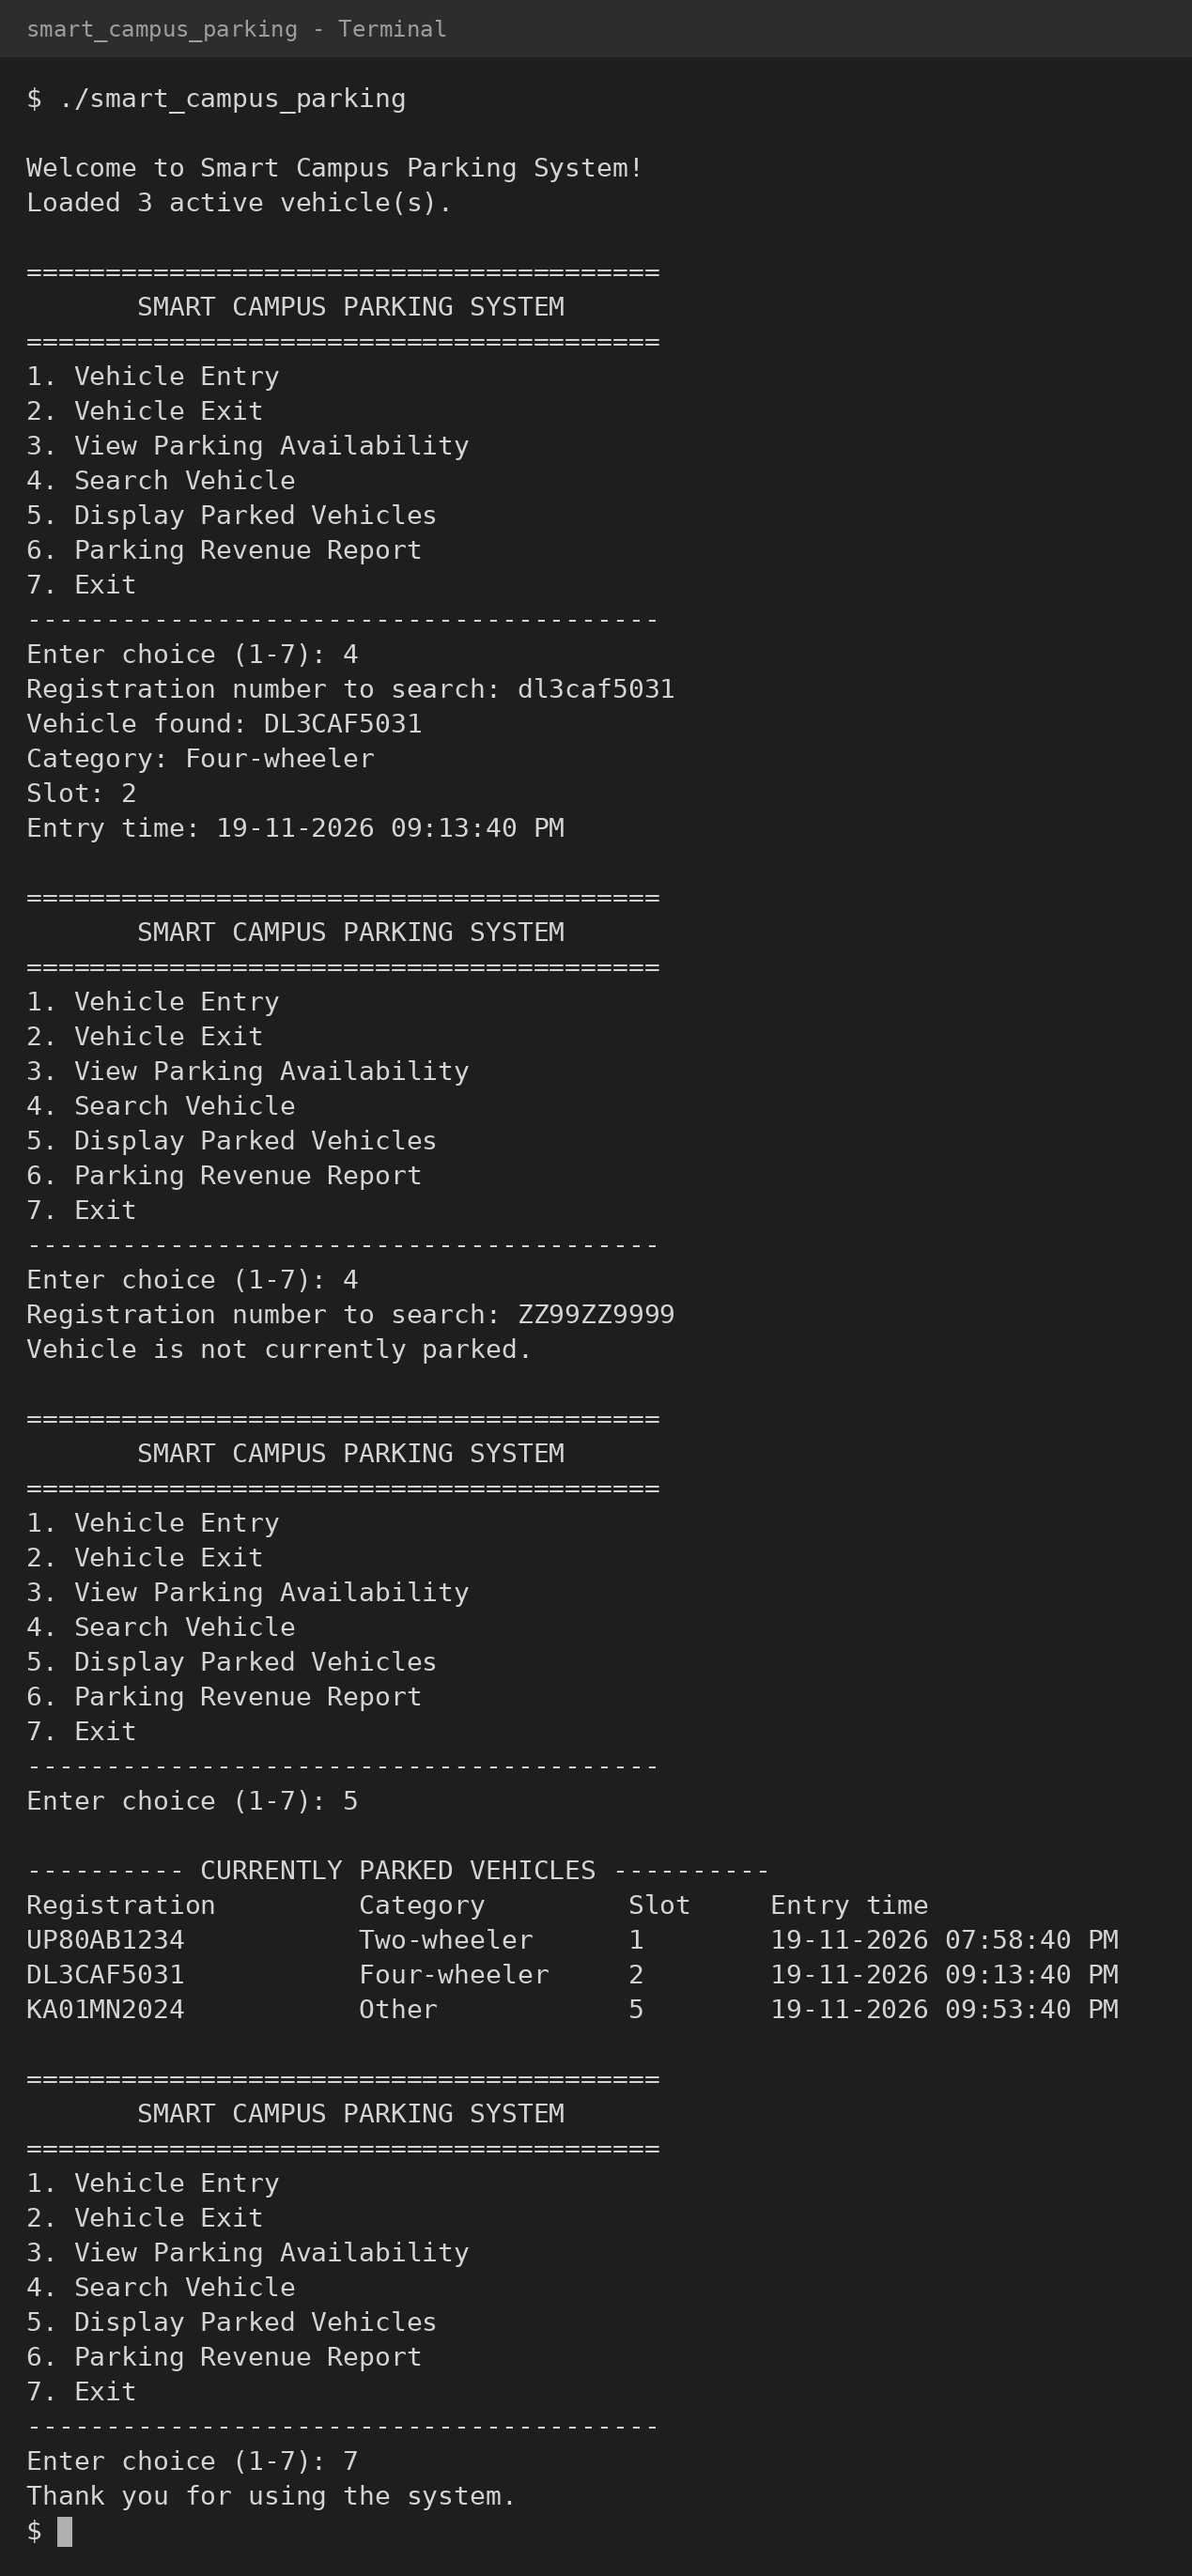 smart_campus_parking - Terminal
$ ./smart_campus_parking
Welcome to Smart Campus Parking System!
Loaded 3 active vehicle(s).
========================================
       SMART CAMPUS PARKING SYSTEM
========================================
1. Vehicle Entry
2. Vehicle Exit
3. View Parking Availability
4. Search Vehicle
5. Display Parked Vehicles
6. Parking Revenue Report
7. Exit
----------------------------------------
Enter choice (1-7): 4
Registration number to search: dl3caf5031
Vehicle found: DL3CAF5031
Category: Four-wheeler
Slot: 2
Entry time: 19-11-2026 09:13:40 PM
========================================
       SMART CAMPUS PARKING SYSTEM
========================================
1. Vehicle Entry
2. Vehicle Exit
3. View Parking Availability
4. Search Vehicle
5. Display Parked Vehicles
6. Parking Revenue Report
7. Exit
----------------------------------------
Enter choice (1-7): 4
Registration number to search: ZZ99ZZ9999
Vehicle is not currently parked.
========================================
       SMART CAMPUS PARKING SYSTEM
========================================
1. Vehicle Entry
2. Vehicle Exit
3. View Parking Availability
4. Search Vehicle
5. Display Parked Vehicles
6. Parking Revenue Report
7. Exit
----------------------------------------
Enter choice (1-7): 5
---------- CURRENTLY PARKED VEHICLES ----------
Registration         Category         Slot     Entry time
UP80AB1234           Two-wheeler      1        19-11-2026 07:58:40 PM
DL3CAF5031           Four-wheeler     2        19-11-2026 09:13:40 PM
KA01MN2024           Other            5        19-11-2026 09:53:40 PM
========================================
       SMART CAMPUS PARKING SYSTEM
========================================
1. Vehicle Entry
2. Vehicle Exit
3. View Parking Availability
4. Search Vehicle
5. Display Parked Vehicles
6. Parking Revenue Report
7. Exit
----------------------------------------
Enter choice (1-7): 7
Thank you for using the system.
$